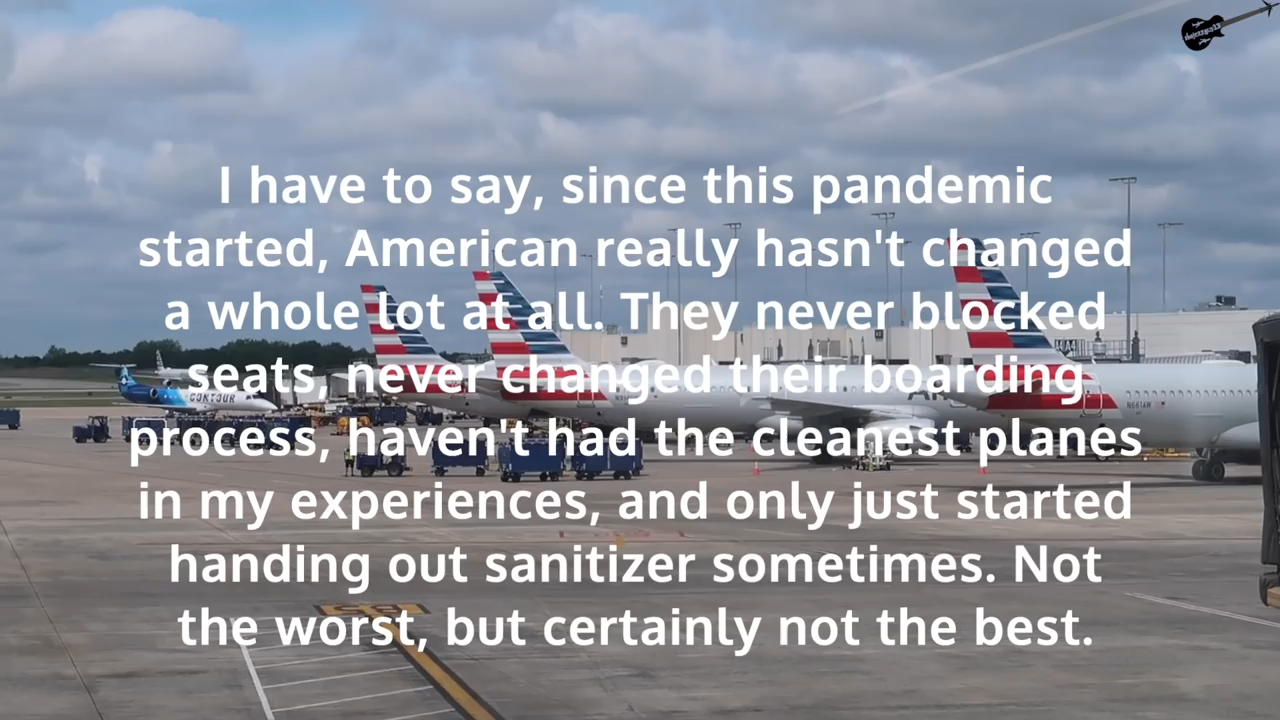 I have to say, since this pandemic
started, American really hasn't changed
a whole lot at all. They never blocked
seats, never changed their boarding
process, haven't had the cleanest planes
in my experiences, and only just started
handing out sanitizer sometimes. Not
the worst, but certainly not the best.
CONTOUR
N661AW